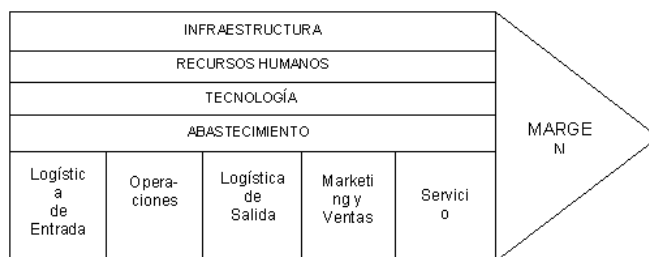 INFRAESTRUCTURA
RECURSOS HUMANOS
TECNOLOGÍA
ABASTECIMIENTO
MARGE
N
Logístic
a
de
Entrada
Opera-
ciones
Logística
de
Salida
Marketi
ng y
Ventas
Servici
o